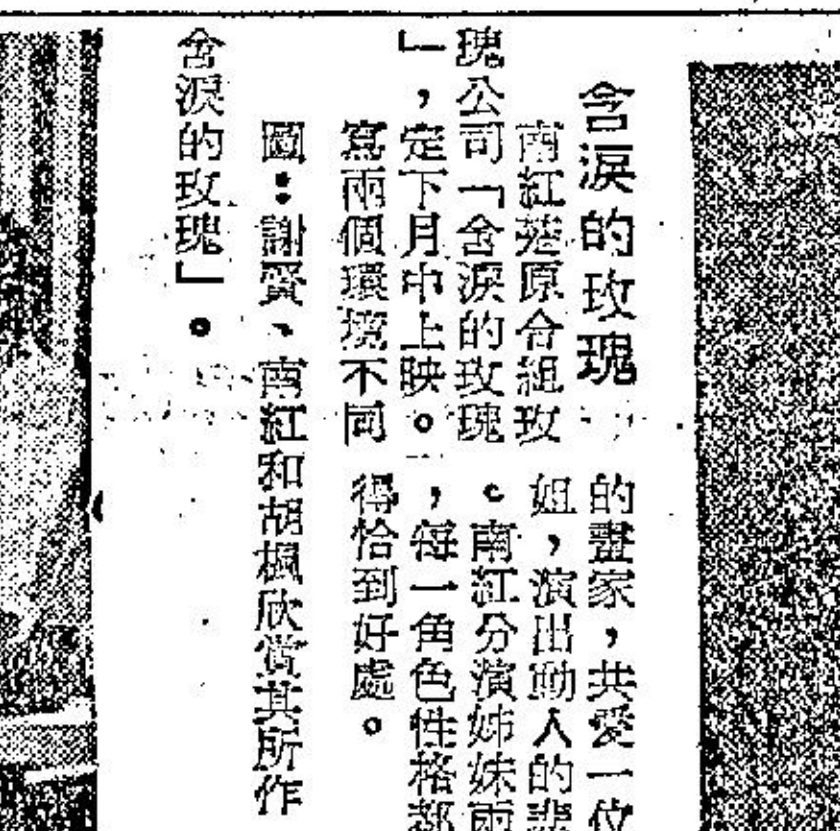 含淚的玫瑰
南紅楚原合組玫
瑰公司「含淚的玫瑰
」，定下月中上映。
寫兩個環境不同
的畫家，共愛一位
姐，演出動人的悲
。南紅分演姊妹兩
，每一角色性格都
得恰到好處。
圖：謝賢、南紅和胡楓欣賞其所作
含淚的玫瑰」。